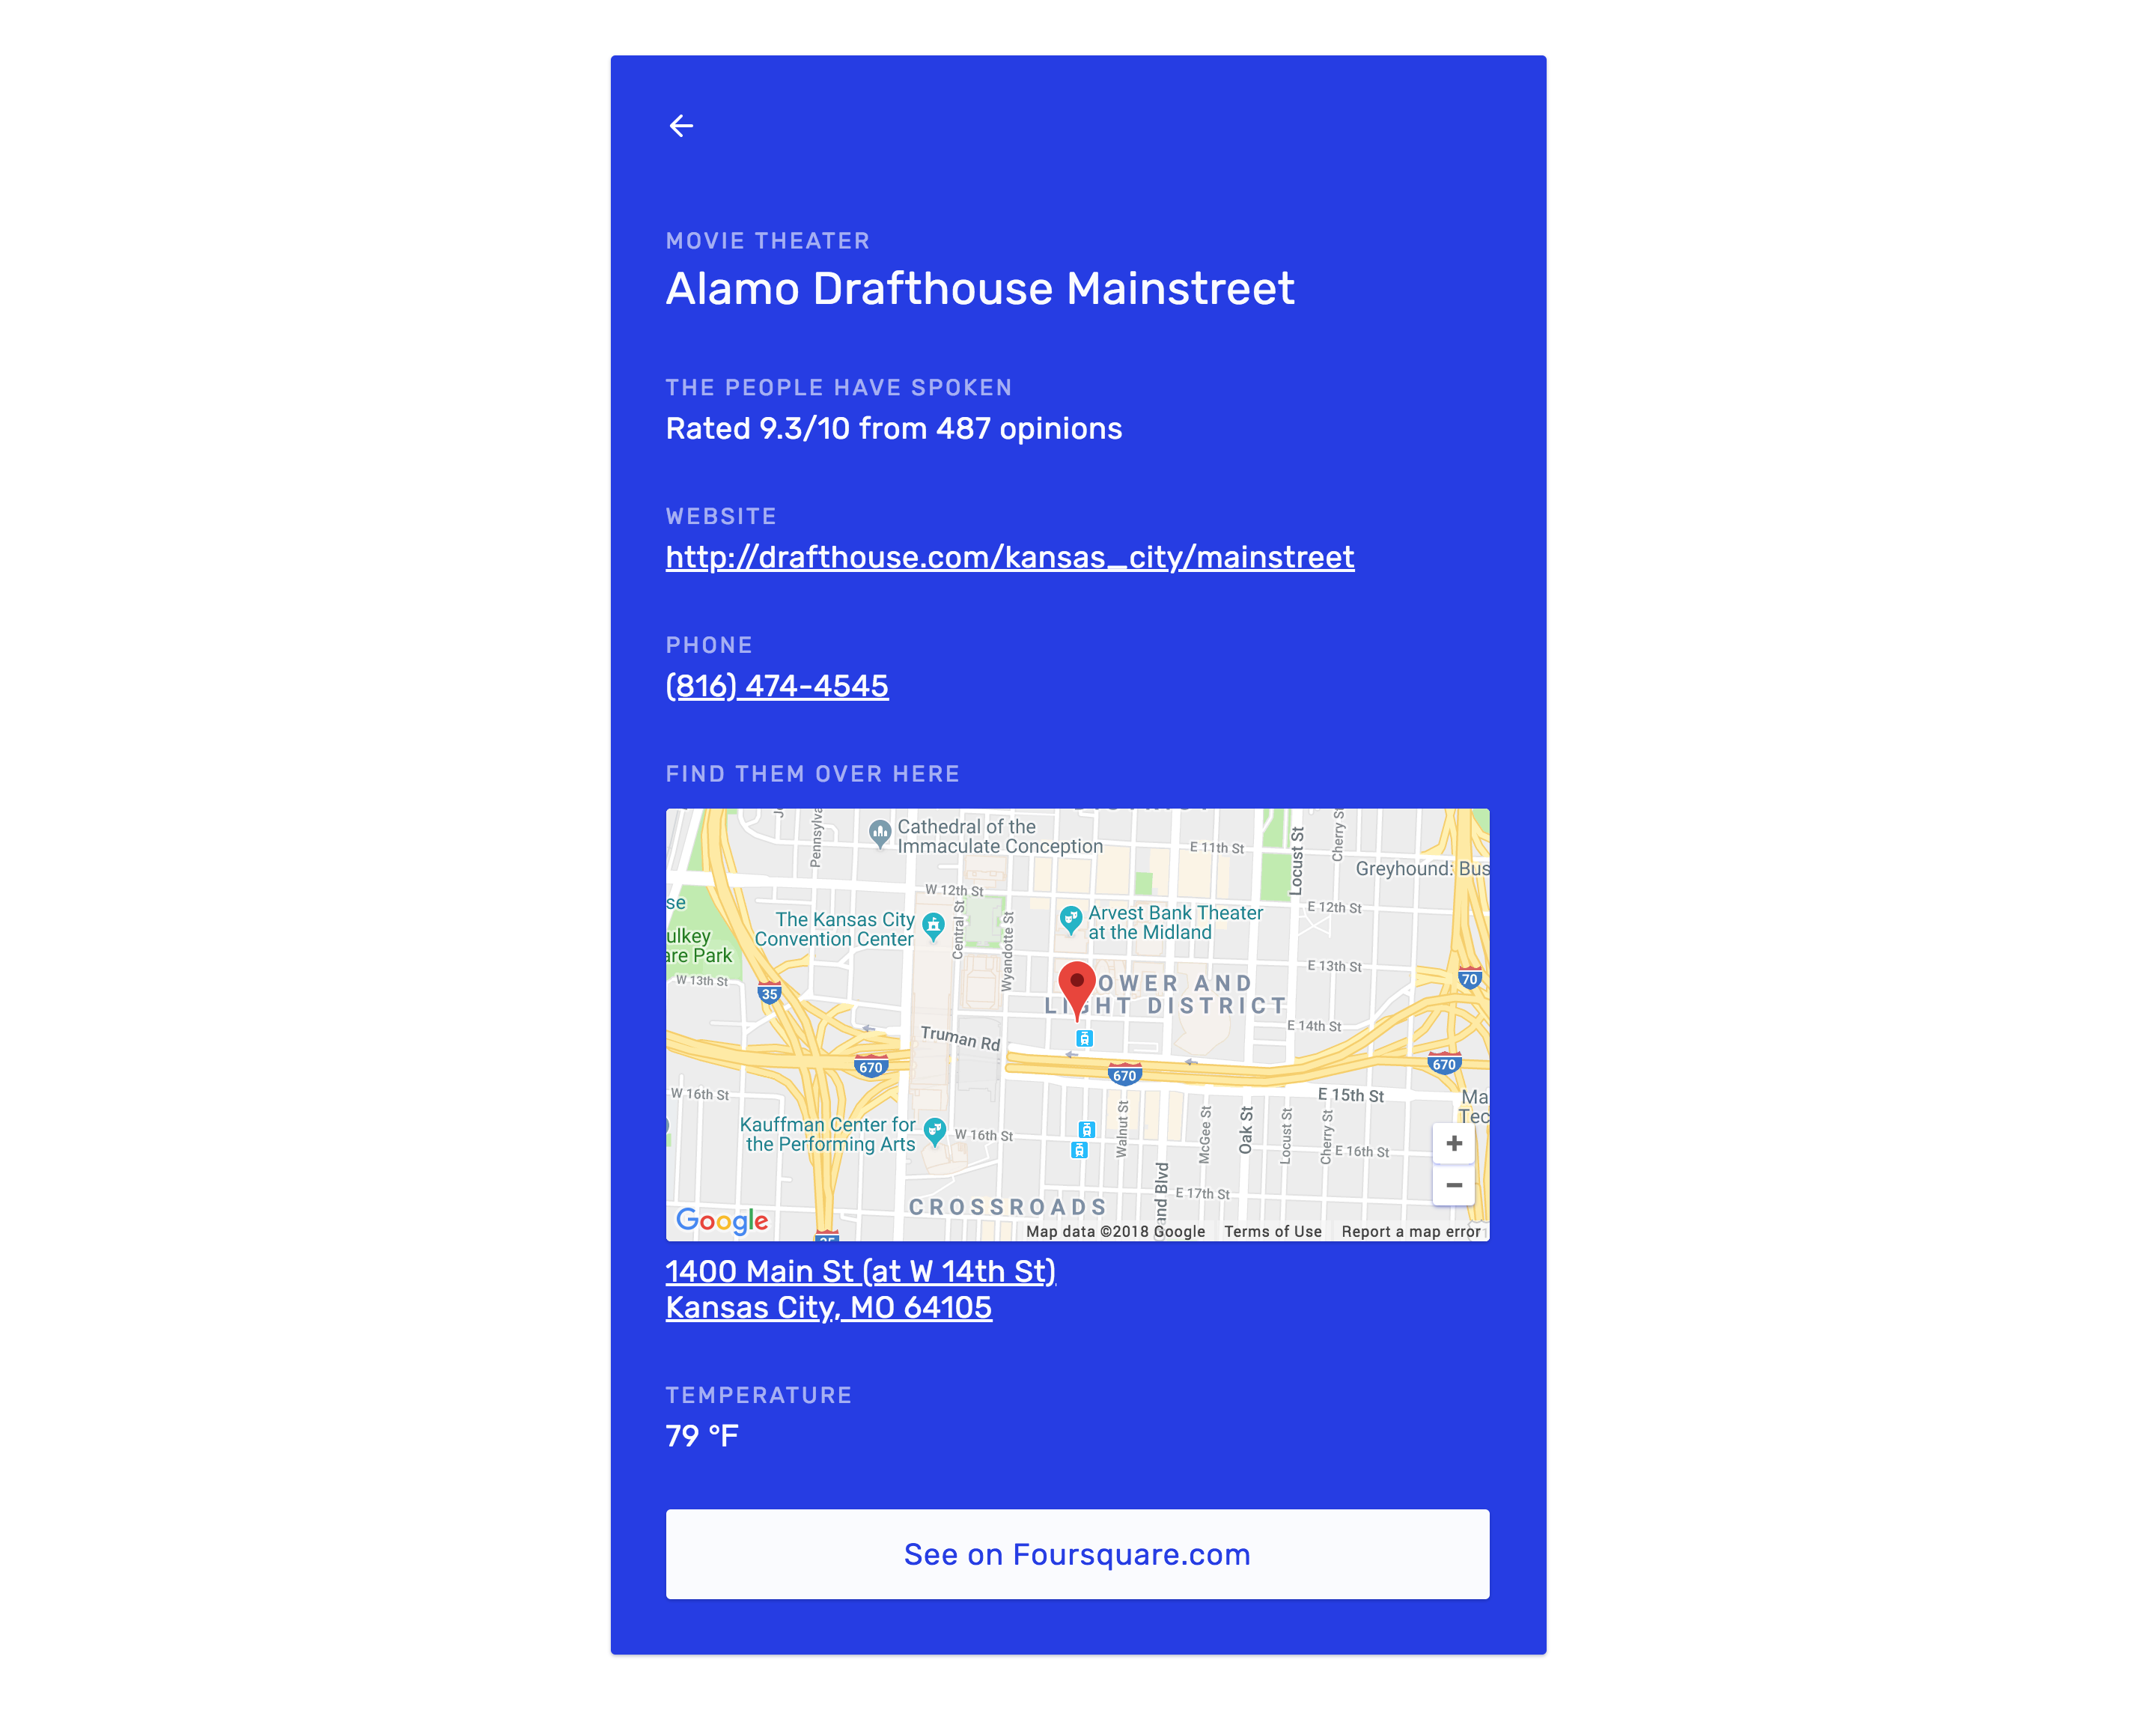 MOVIE THEATER
Alamo Drafthouse Mainstreet
THE PEOPLE HAVE SPOKEN
Rated 9.3/10 from 487 opinions
WEBSITE
http://drafthouse.com/kansas_city/mainstreet
PHONE
(816) 474-4545
FIND THEM OVER HERE
Cathedral of the
Immaculate Conception
E 11th St
Locust St
Cherry St
Greyhound: Bus
W 12th St
E 12th St
The Kansas City
Convention Center
Central St
Wyandotte St
Arvest Bank Theater
at the Midland
ulkey
are Park
W 13th St
E 13th St
35
70
OWER AND
LIGHT DISTRICT
E 14th St
Truman Rd
670
670
670
W 16th St
E 15th St
Kauffman Center for
the Performing Arts
W 16th St
Walnut St
McGee St
Oak St
Locust St
Cherry St
E 16th St
+
−
CROSSROADS
and Blvd
E 17th St
35
Google
Map data ©2018 Google
Terms of Use
Report a map error
1400 Main St (at W 14th St)
Kansas City, MO 64105
TEMPERATURE
79 °F
See on Foursquare.com